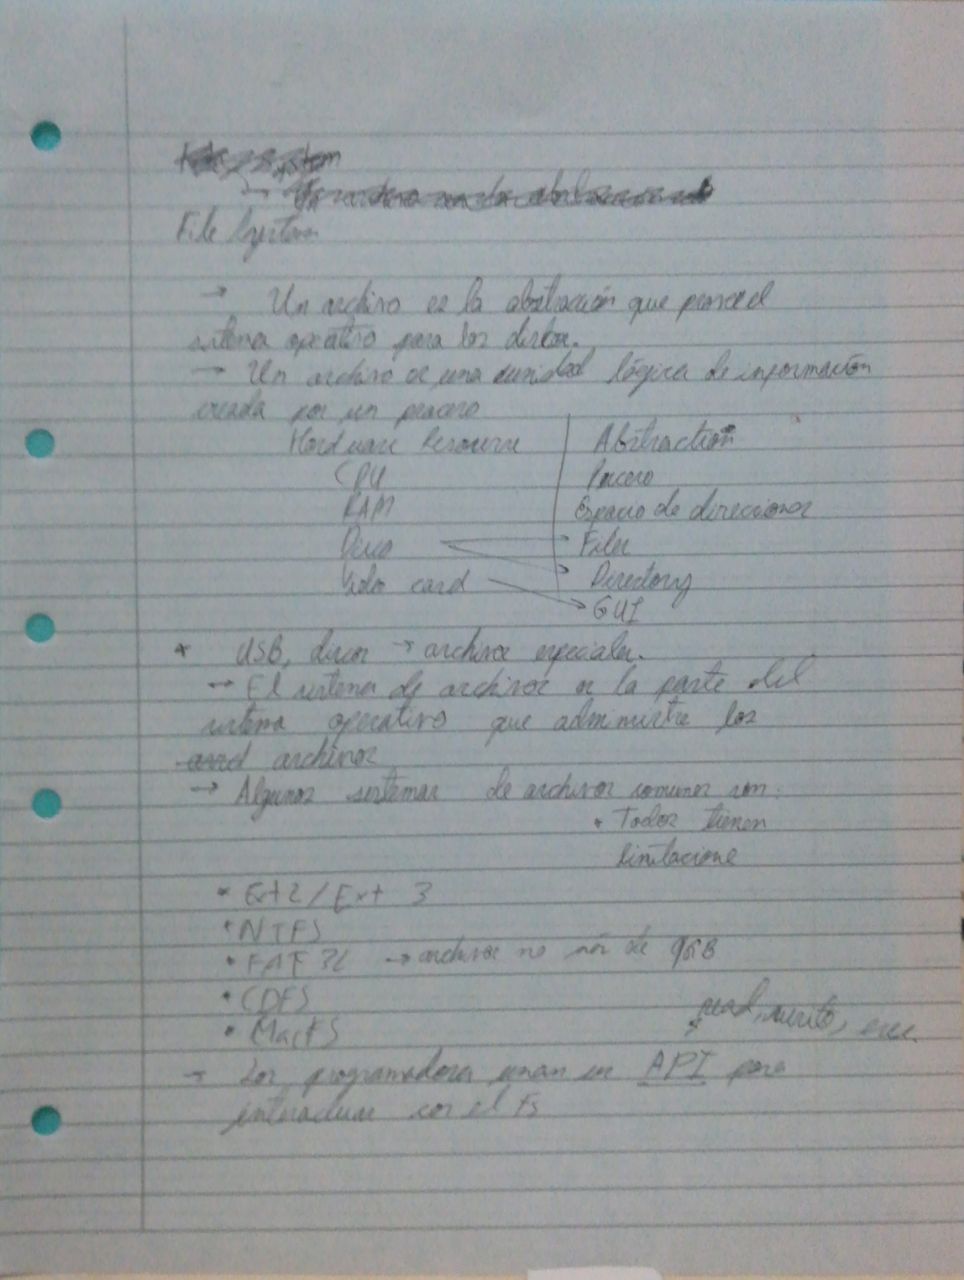 File System
→ Un archivo es la abstracción que provee el
sistema operativo para los discos.
→ Un archivo es una unidad lógica de información
creada por un proceso
Hardware Resource | Abstraction
CPU | Proceso
RAM | Espacio de direcciones
Disco → Files
→ Directory
Video card → GUI
* USB, discos → archivos especiales.
→ El sistema de archivos es la parte del
sistema operativo que administra los
archivos
→ Algunos sistemas de archivos comunes son:
* Todos tienen
limitacione
* Ext2 / Ext 3
* NTFS
* FAT 32 → archivos no más de
* CDFS
* MacFS
* read, write, exec.
→ Los programadores usan un API para
interactuar con el FS